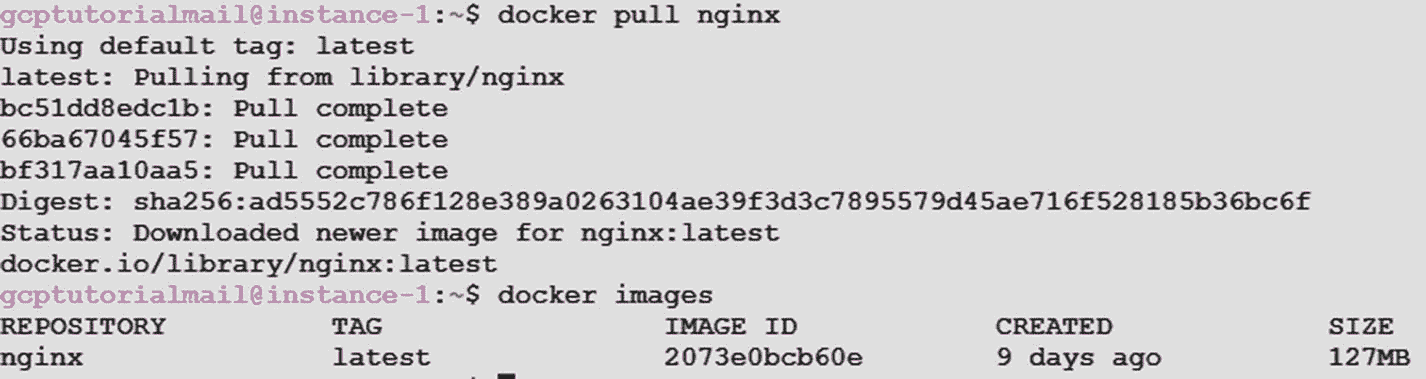 gcptutorialmail@instance-1:~$ docker pull nginx
Using default tag: latest
latest: Pulling from library/nginx
bc51dd8edc1b: Pull complete
66ba67045f57: Pull complete
bf317aa10aa5: Pull complete
Digest: sha256:ad5552c786f128e389a0263104ae39f3d3c7895579d45ae716f528185b36bc6f
Status: Downloaded newer image for nginx:latest
docker.io/library/nginx:latest
gcptutorialmail@instance-1:~$ docker images
REPOSITORY TAG IMAGE ID CREATED SIZE
nginx latest 2073e0bcb60e 9 days ago 127MB